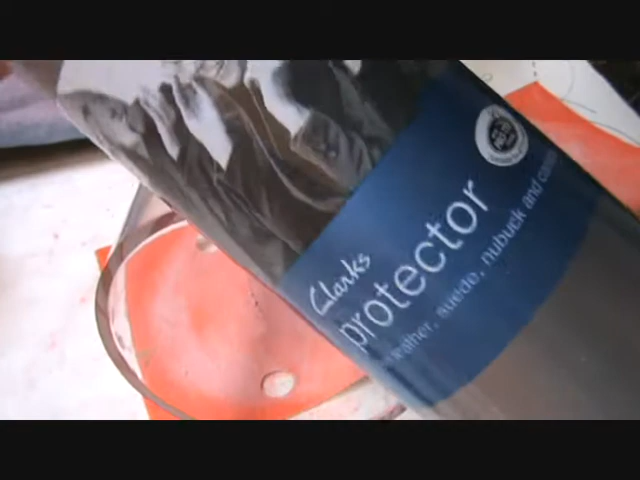 Clarks
protector
leather, suede, nubuck and